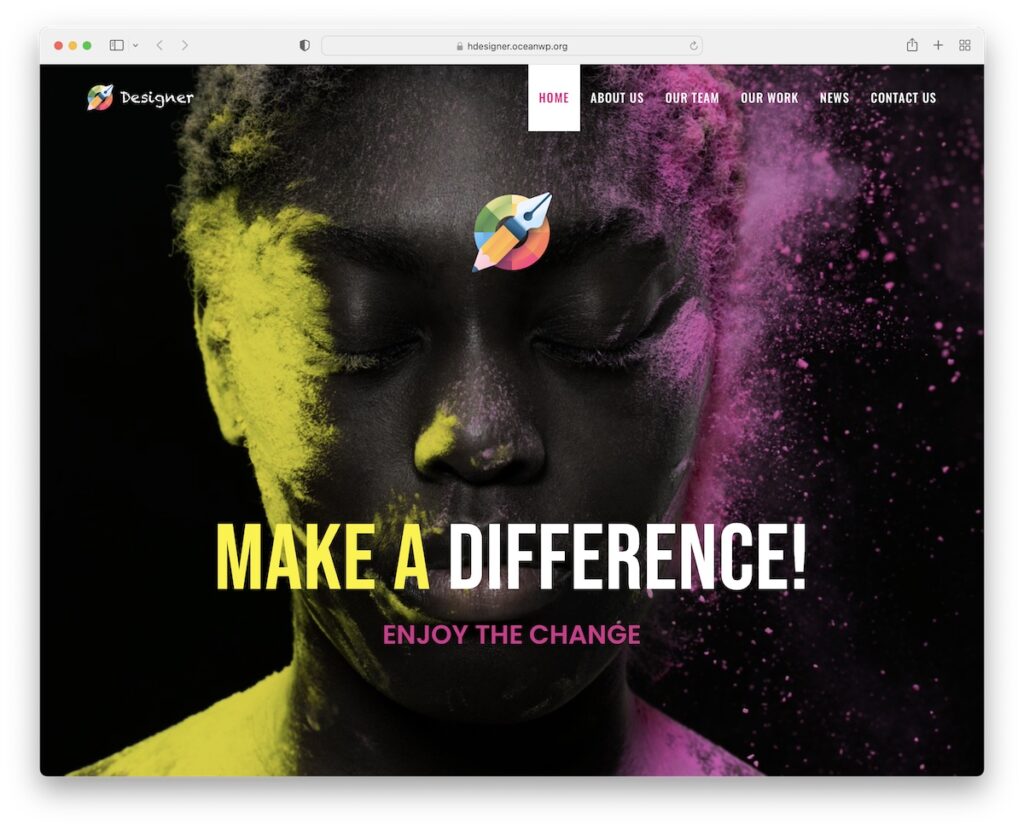 hdesigner.oceanwp.org
Designer
HOME ABOUT US OUR TEAM OUR WORK NEWS CONTACT US
MAKE A DIFFERENCE!
ENJOY THE CHANGE